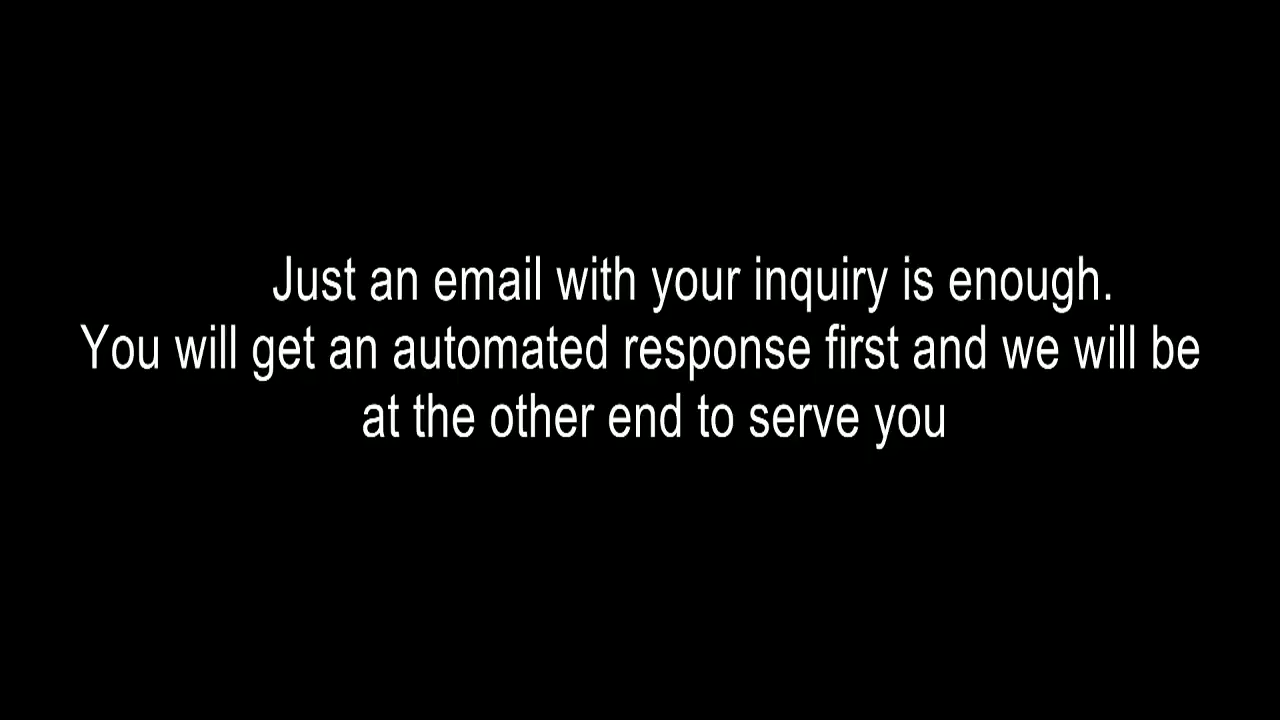 Just an email with your inquiry is enough.
You will get an automated response first and we will be
at the other end to serve you